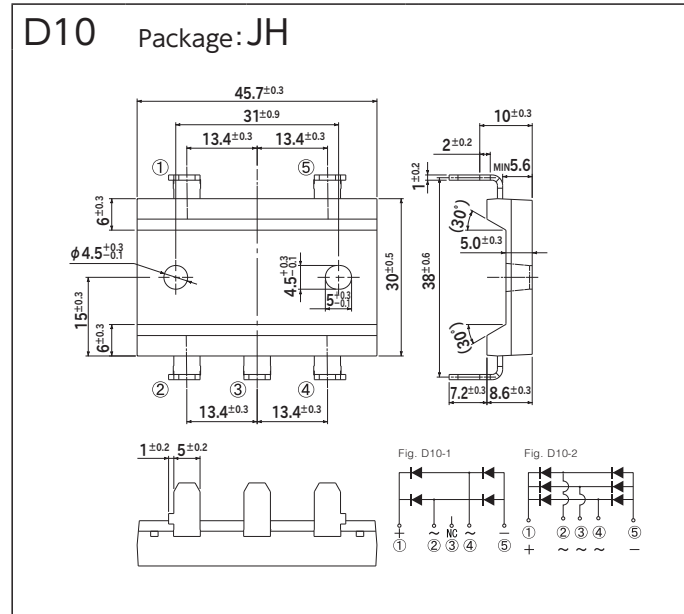 D10 Package: JH
45.7±0.3
31±0.9
13.4±0.3 13.4±0.3
① ⑤
6±0.3
φ4.5+0.3-0.1
4.5+0.3-0.1
5+0.3-0.1
15±0.3
6±0.3
30±0.5
② ③ ④
13.4±0.3 13.4±0.3
10±0.3
2±0.2 MIN5.6
1±0.2
(30°)
5.0±0.3
38±0.6
(30°)
7.2±0.3 8.6±0.3
1±0.2 5±0.2
Fig. D10-1
+ ~ NC ~ −
① ② ③ ④ ⑤
Fig. D10-2
① ② ③ ④ ⑤
+ ~ ~ ~ −